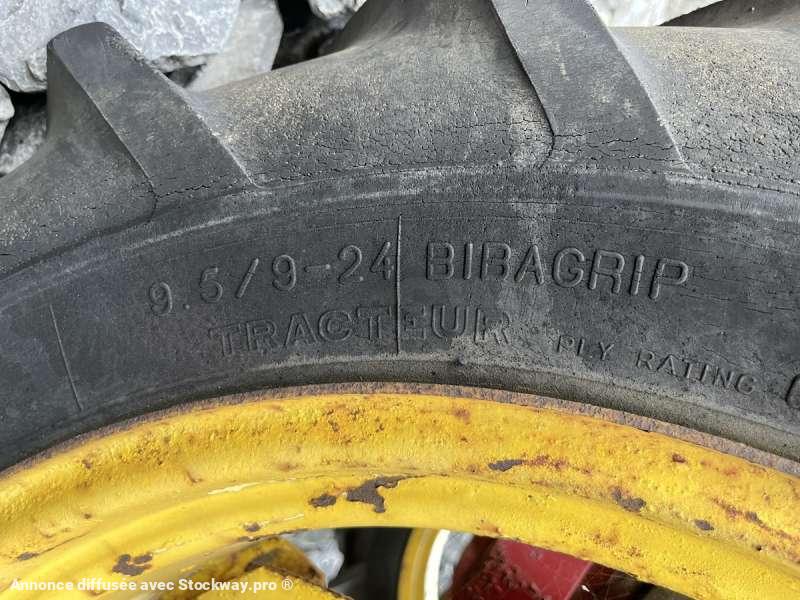 9.5/9-24 BIBAGRIP
TRACTEUR PLY RATING
Annonce diffusée avec Stockway.pro ®